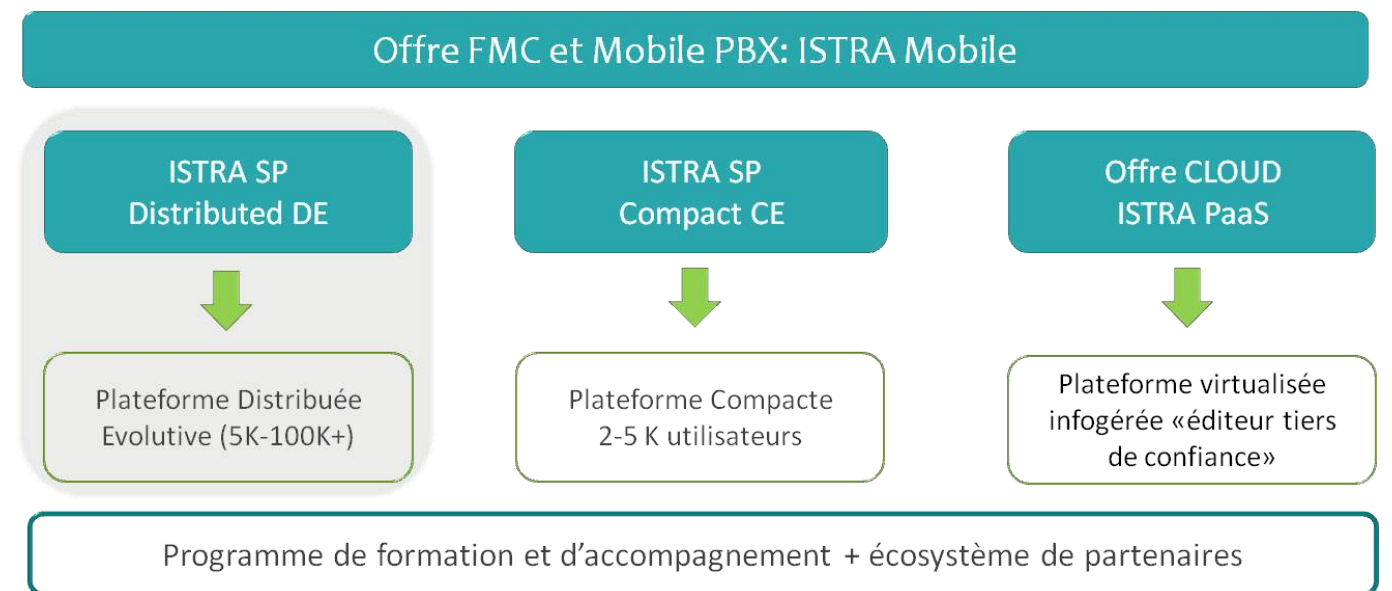 Offre FMC et Mobile PBX: ISTRA Mobile
ISTRA SP
Distributed DE
ISTRA SP
Compact CE
Offre CLOUD
ISTRA PaaS
Plateforme Distribuée
Evolutive (5K-100K+)
Plateforme Compacte
2-5 K utilisateurs
Plateforme virtualisée
infogérée «éditeur tiers
de confiance»
Programme de formation et d’accompagnement + écosystème de partenaires